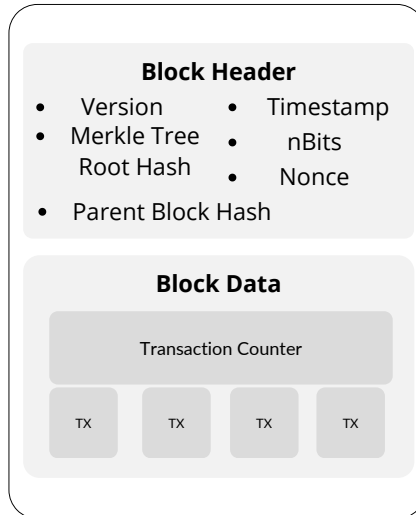 Block Header
• Version
• Timestamp
• Merkle Tree
Root Hash
• nBits
• Nonce
• Parent Block Hash
Block Data
Transaction Counter
TX TX TX TX